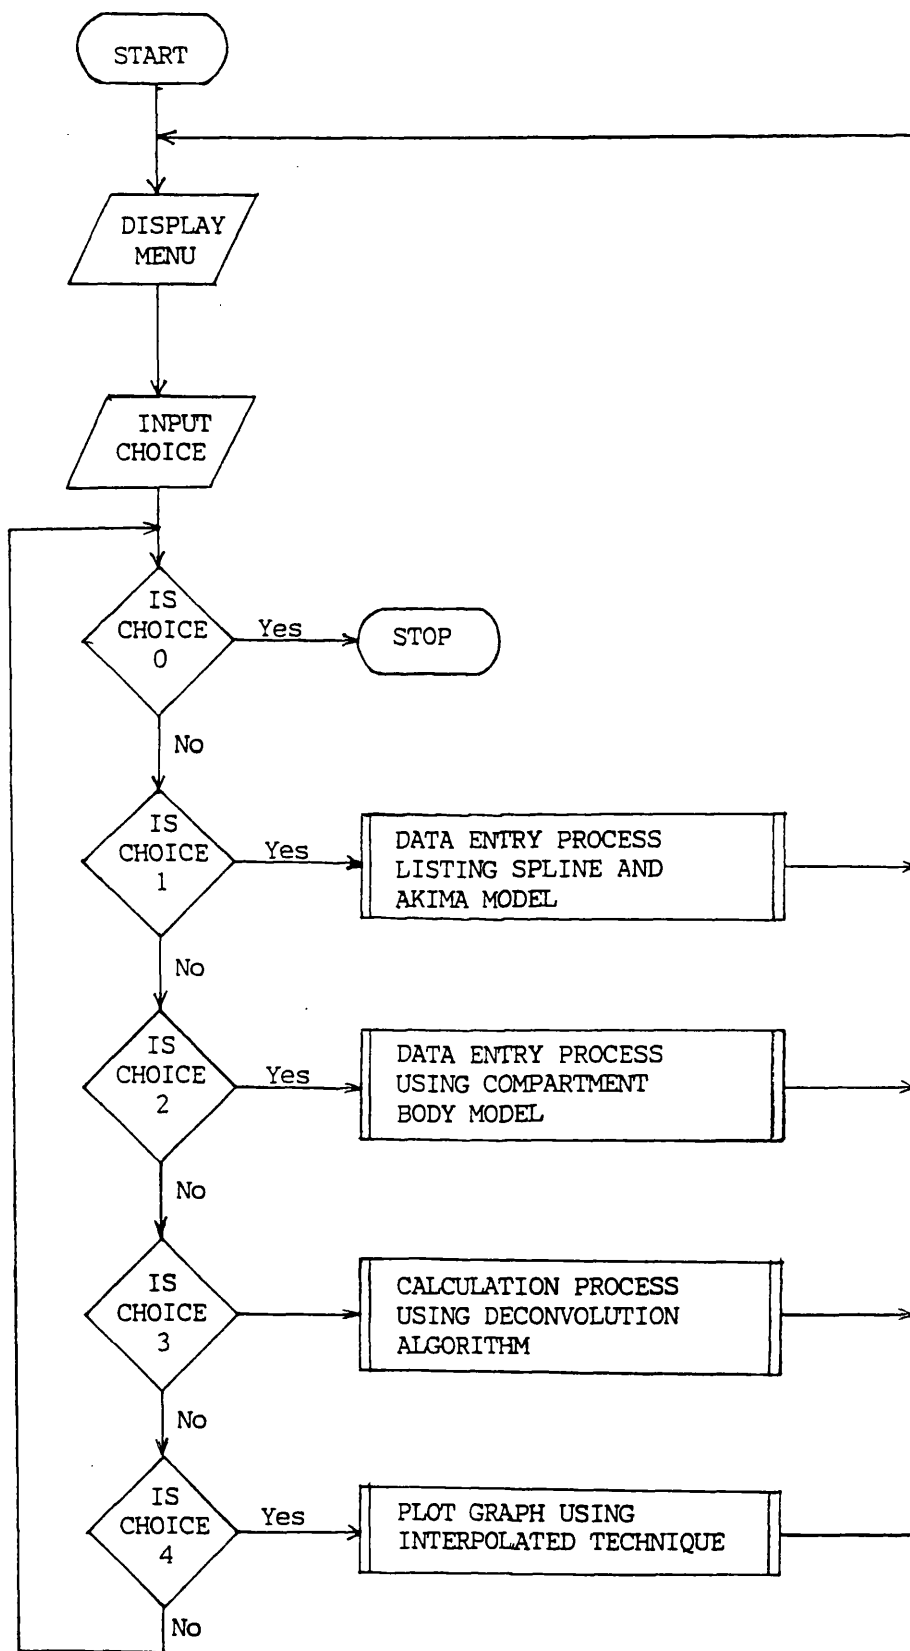 START
DISPLAY
MENU
INPUT
CHOICE
IS
CHOICE
0
Yes
STOP
No
IS
CHOICE
1
Yes
DATA ENTRY PROCESS
LISTING SPLINE AND
AKIMA MODEL
No
IS
CHOICE
2
Yes
DATA ENTRY PROCESS
USING COMPARTMENT
BODY MODEL
No
IS
CHOICE
3
CALCULATION PROCESS
USING DECONVOLUTION
ALGORITHM
No
IS
CHOICE
4
Yes
PLOT GRAPH USING
INTERPOLATED TECHNIQUE
No